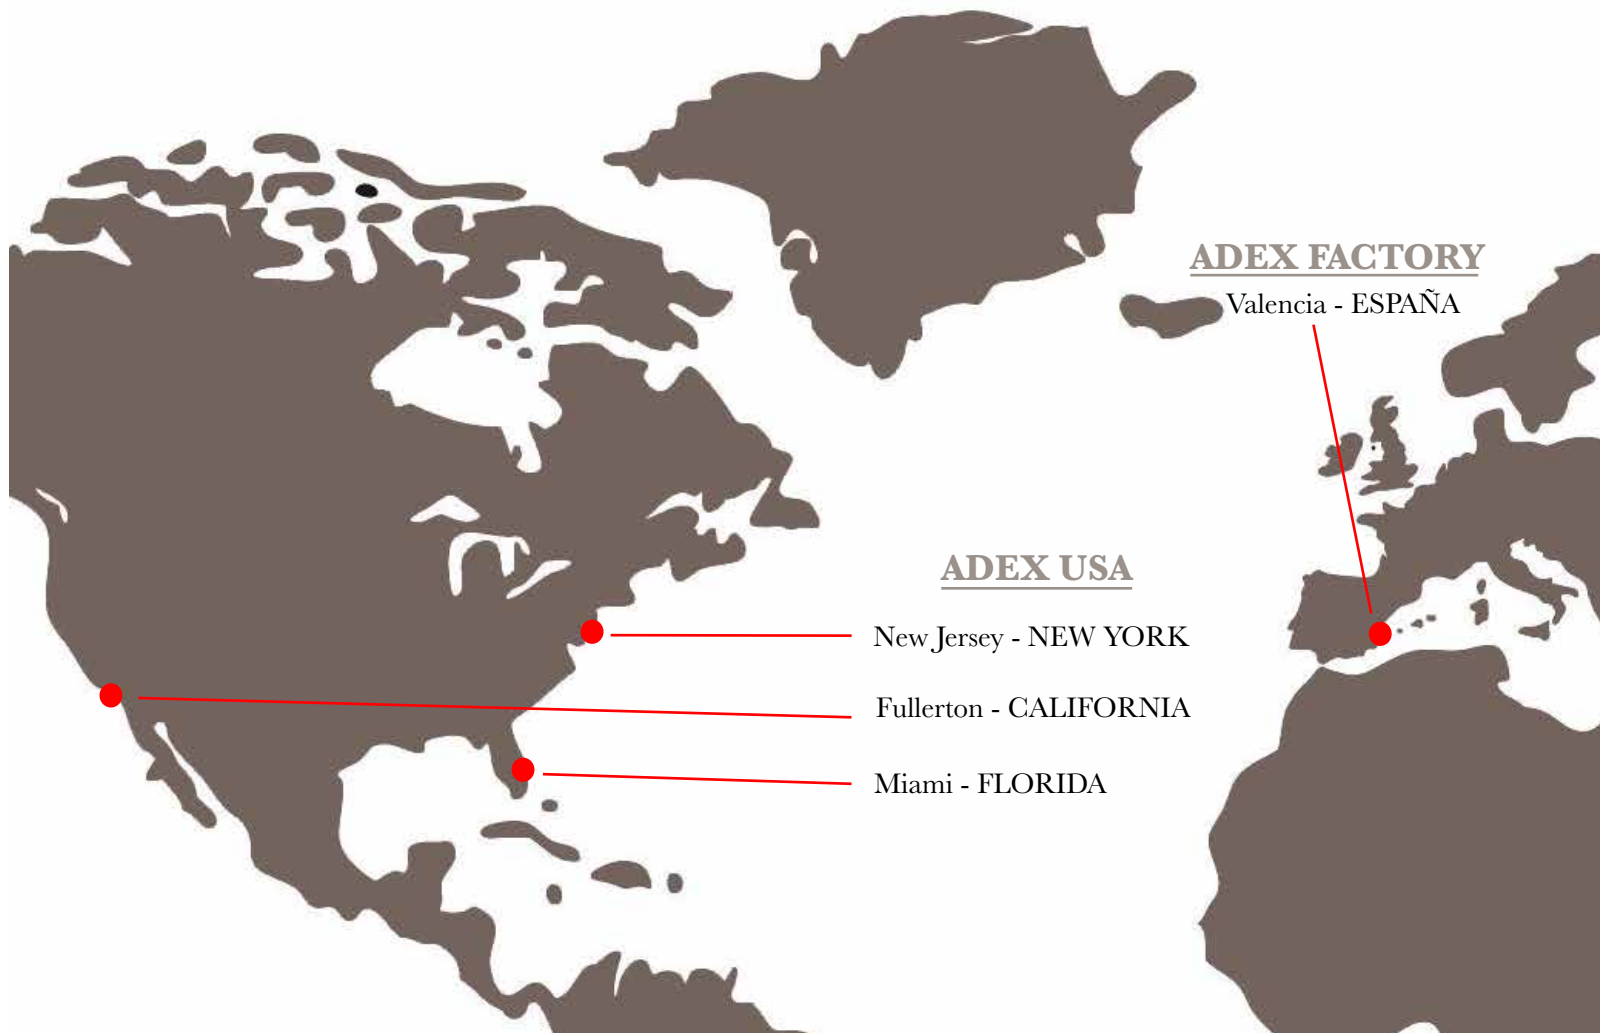 ADEX FACTORY
Valencia - ESPAÑA
ADEX USA
New Jersey - NEW YORK
Fullerton - CALIFORNIA
Miami - FLORIDA